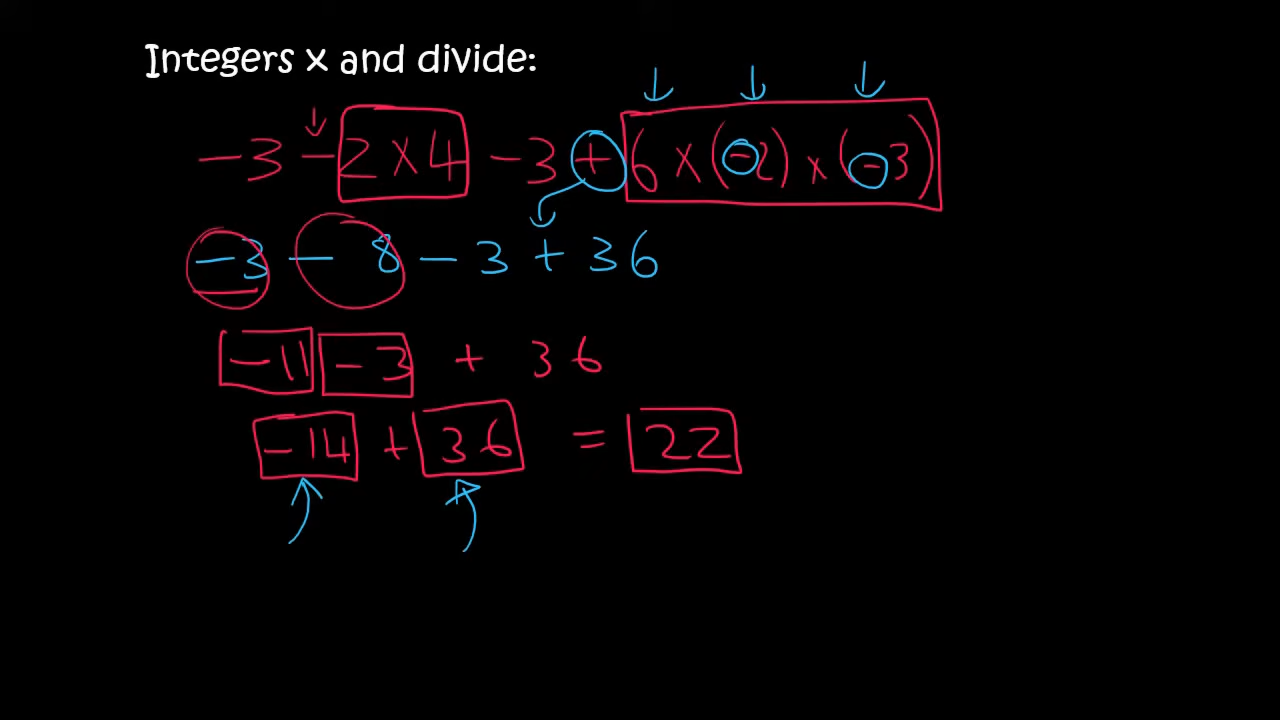 Integers x and divide:
-3 - 2 × 4 - 3 + 6 × (-2) × (-3)
-3 - 8 - 3 + 36
-11 - 3 + 36
-14 + 36 = 22